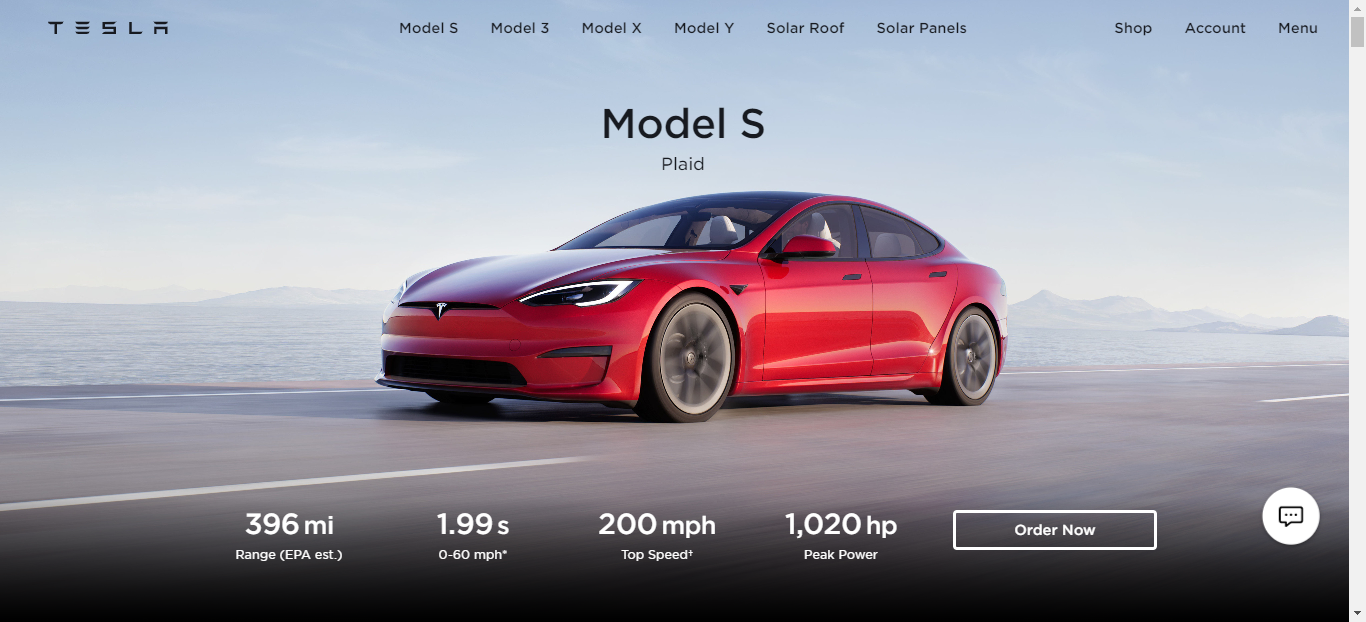 TESLA
Model S Model 3 Model X Model Y Solar Roof Solar Panels
Shop Account Menu
Model S
Plaid
396 mi
Range (EPA est.)
1.99 s
0-60 mph*
200 mph
Top Speed†
1,020 hp
Peak Power
Order Now